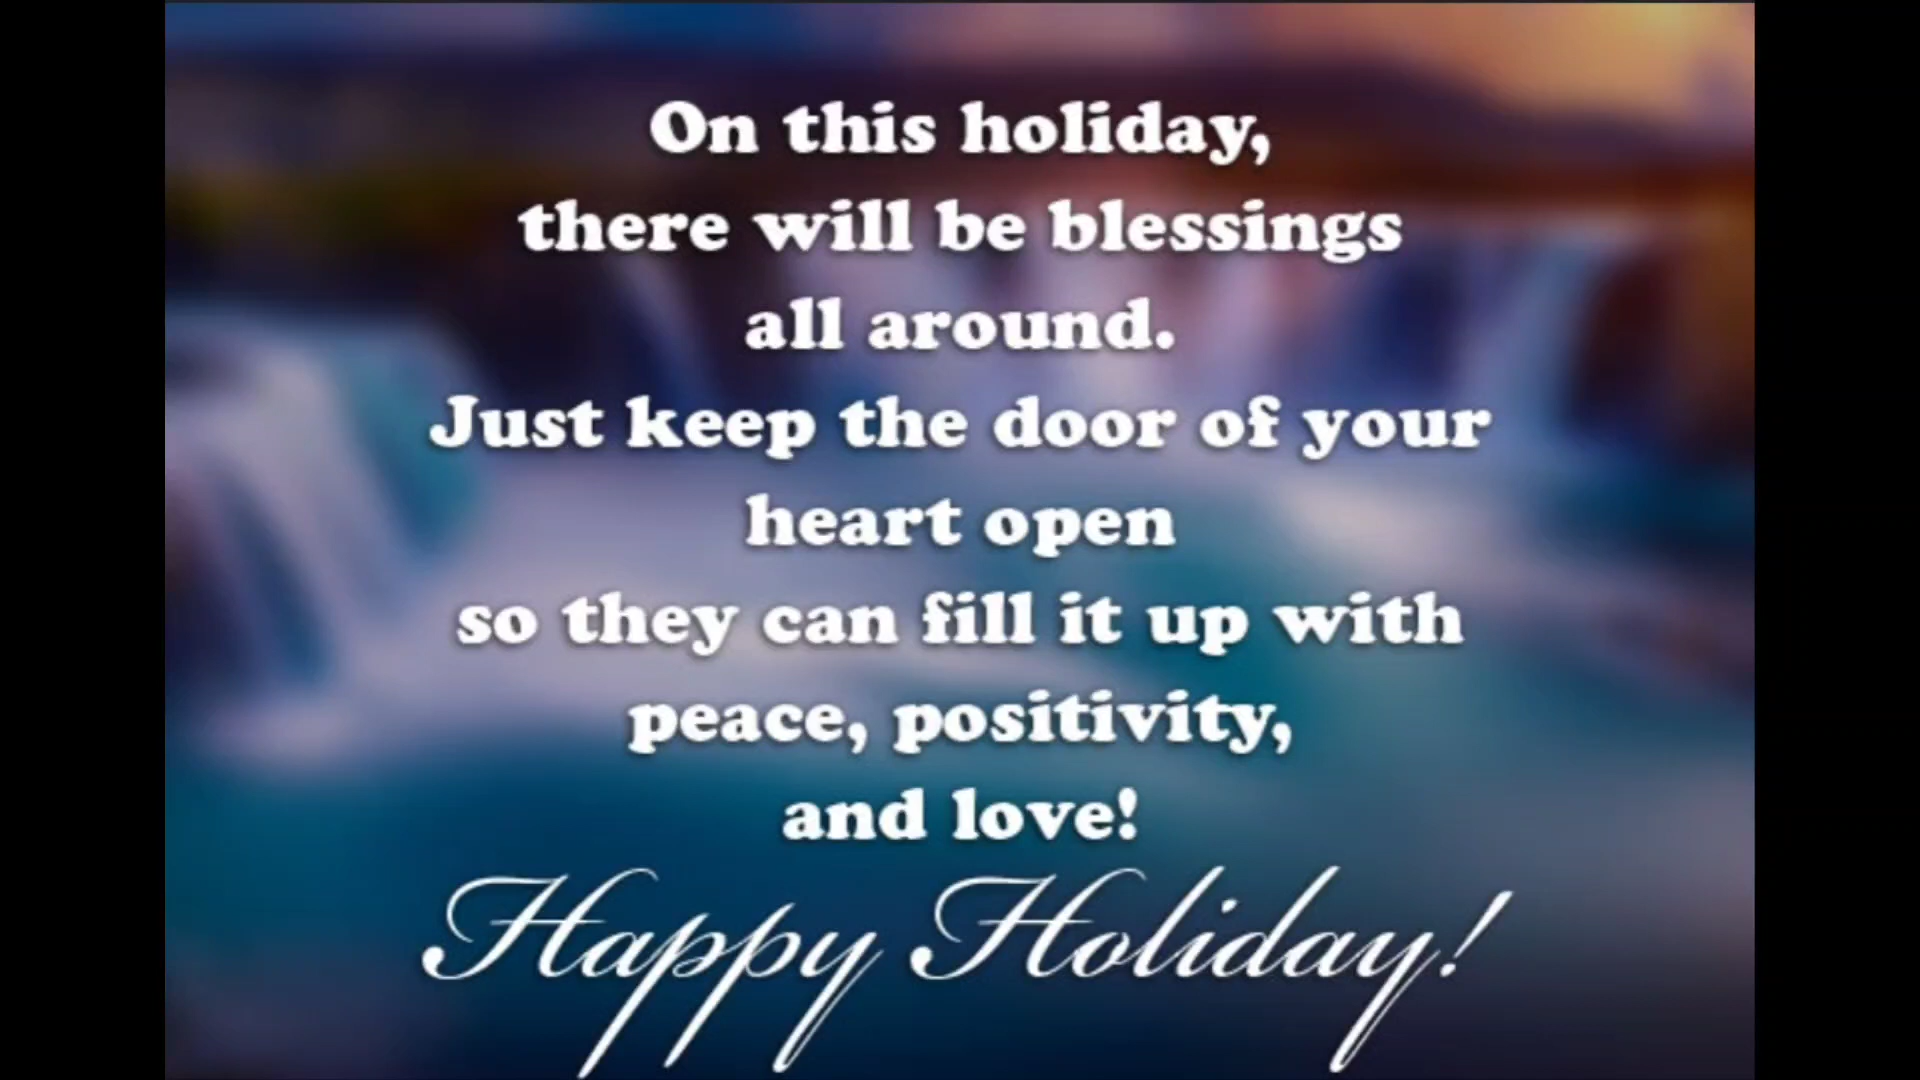 On this holiday,
there will be blessings
all around.
Just keep the door of your
heart open
so they can fill it up with
peace, positivity,
and love!
Happy Holiday!